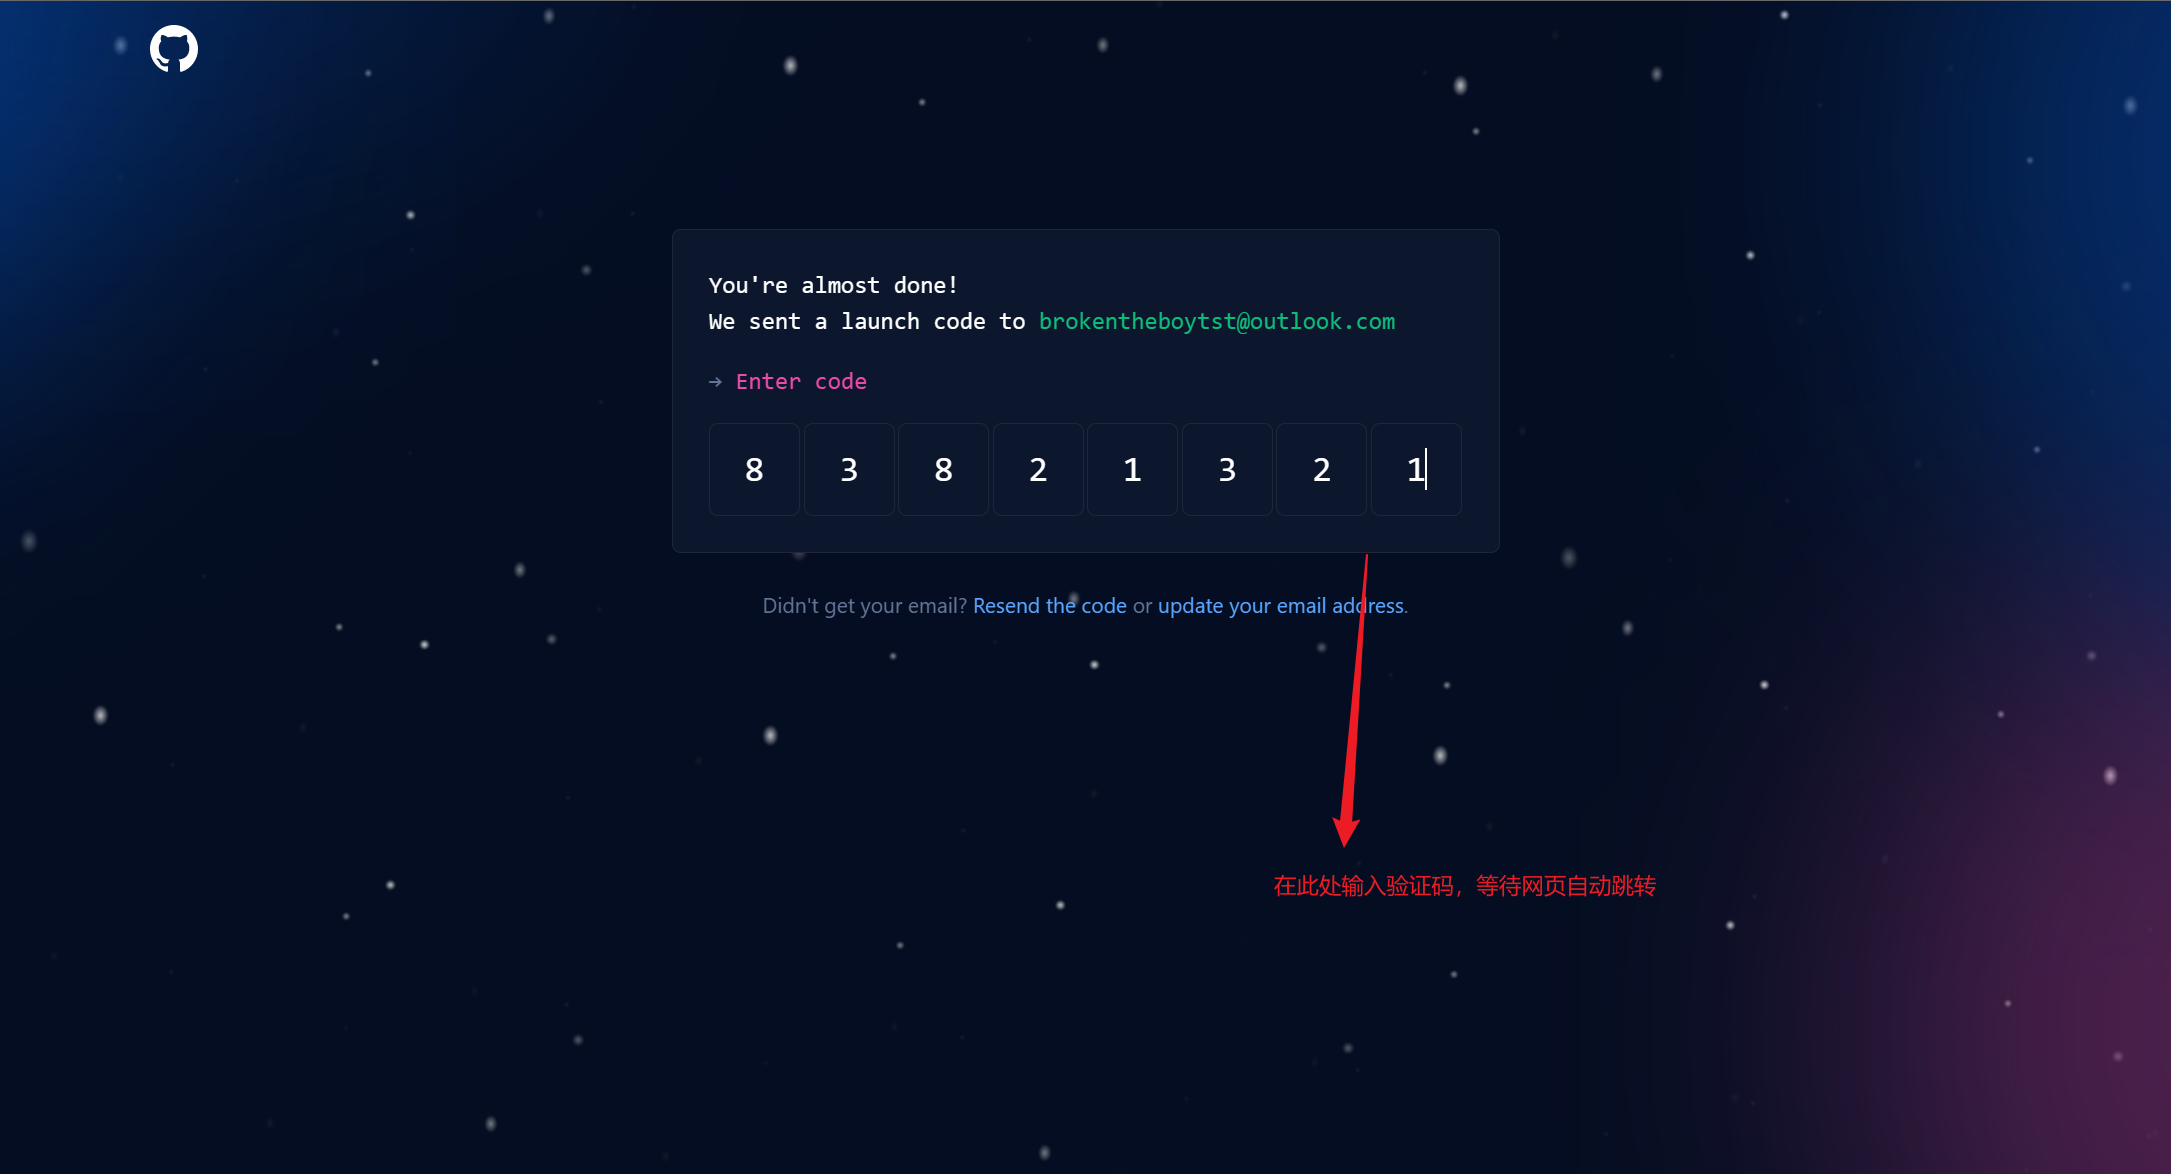 You're almost done!
We sent a launch code to brokentheboytst@outlook.com
→ Enter code
8 3 8 2 1 3 2 1
Didn't get your email? Resend the code or update your email address.
在此处输入验证码，等待网页自动跳转